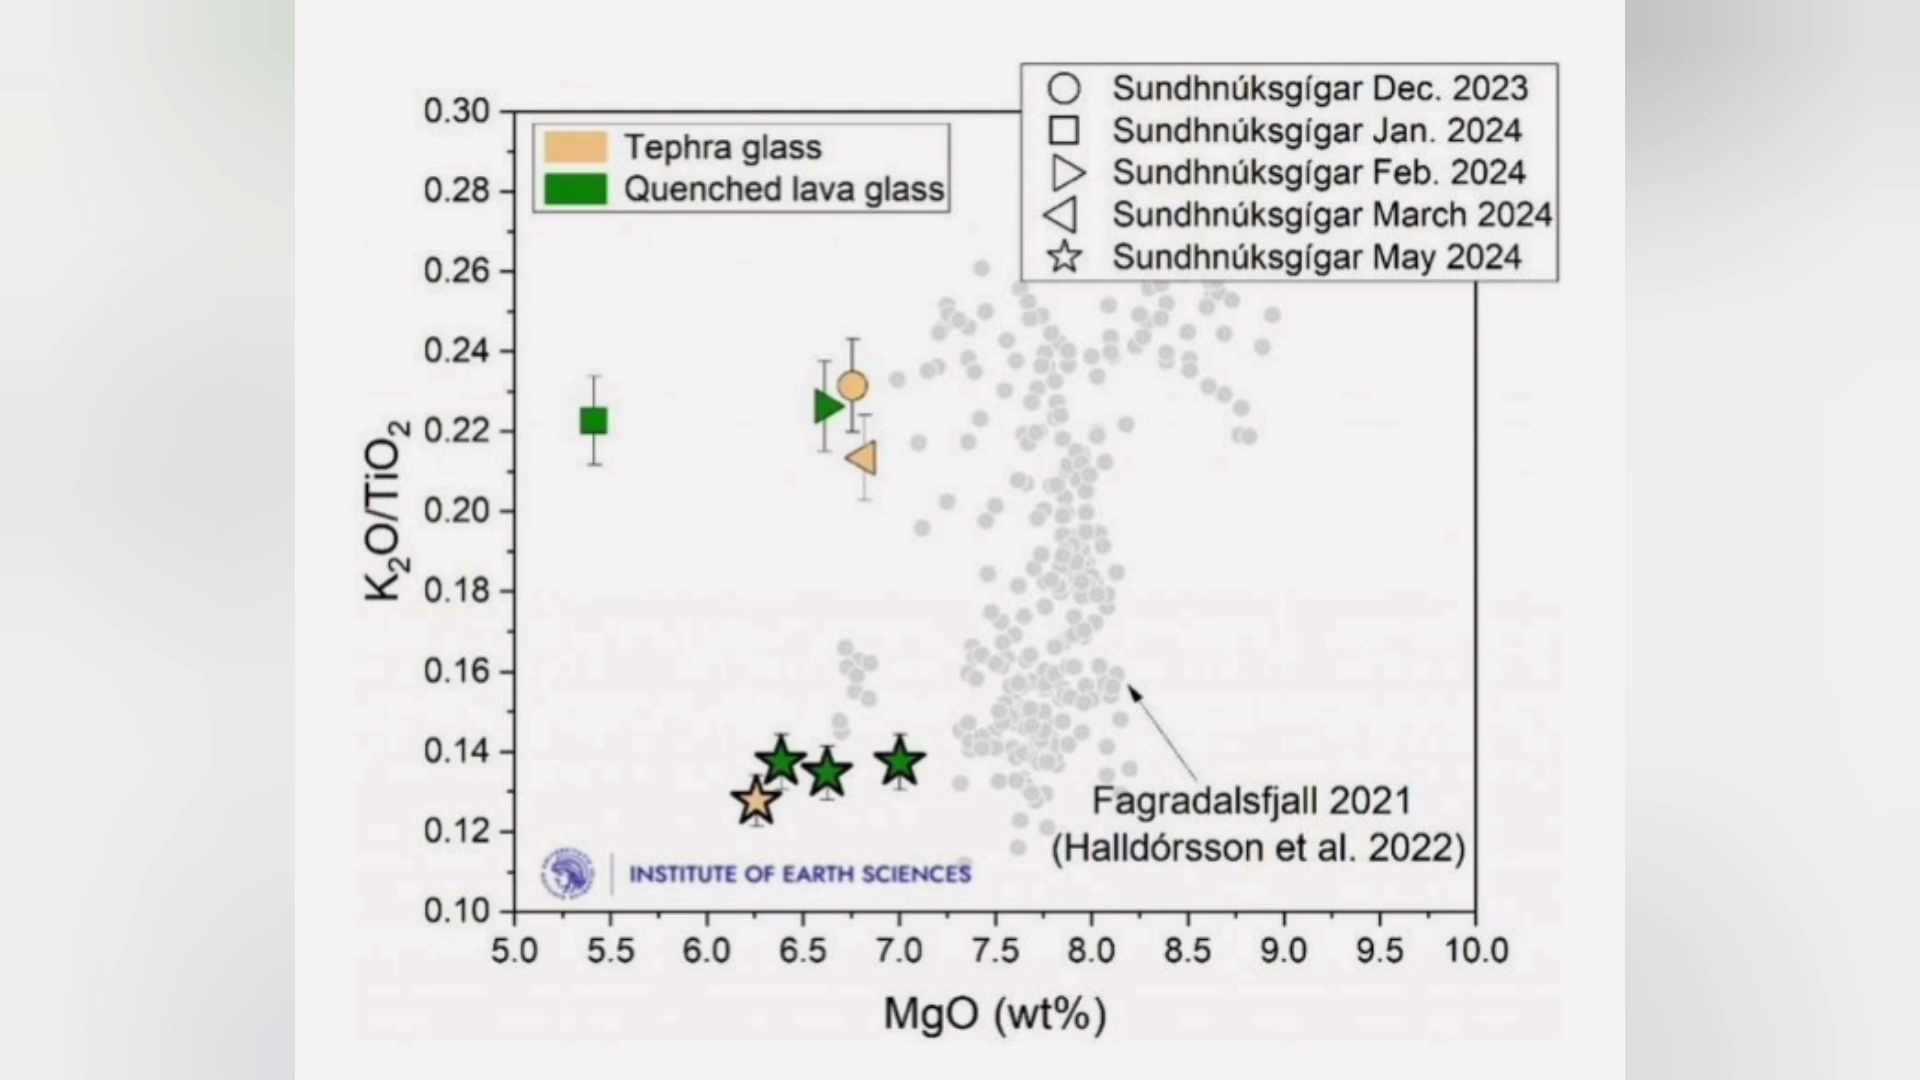 Sundhnúksgígar Dec. 2023
Sundhnúksgígar Jan. 2024
Sundhnúksgígar Feb. 2024
Sundhnúksgígar March 2024
Sundhnúksgígar May 2024
Tephra glass
Quenched lava glass
K₂O/TiO₂
0.30
0.28
0.26
0.24
0.22
0.20
0.18
0.16
0.14
0.12
0.10
Fagradalsfjall 2021
(Halldórsson et al. 2022)
INSTITUTE OF EARTH SCIENCES
5.0 5.5 6.0 6.5 7.0 7.5 8.0 8.5 9.0 9.5 10.0
MgO (wt%)